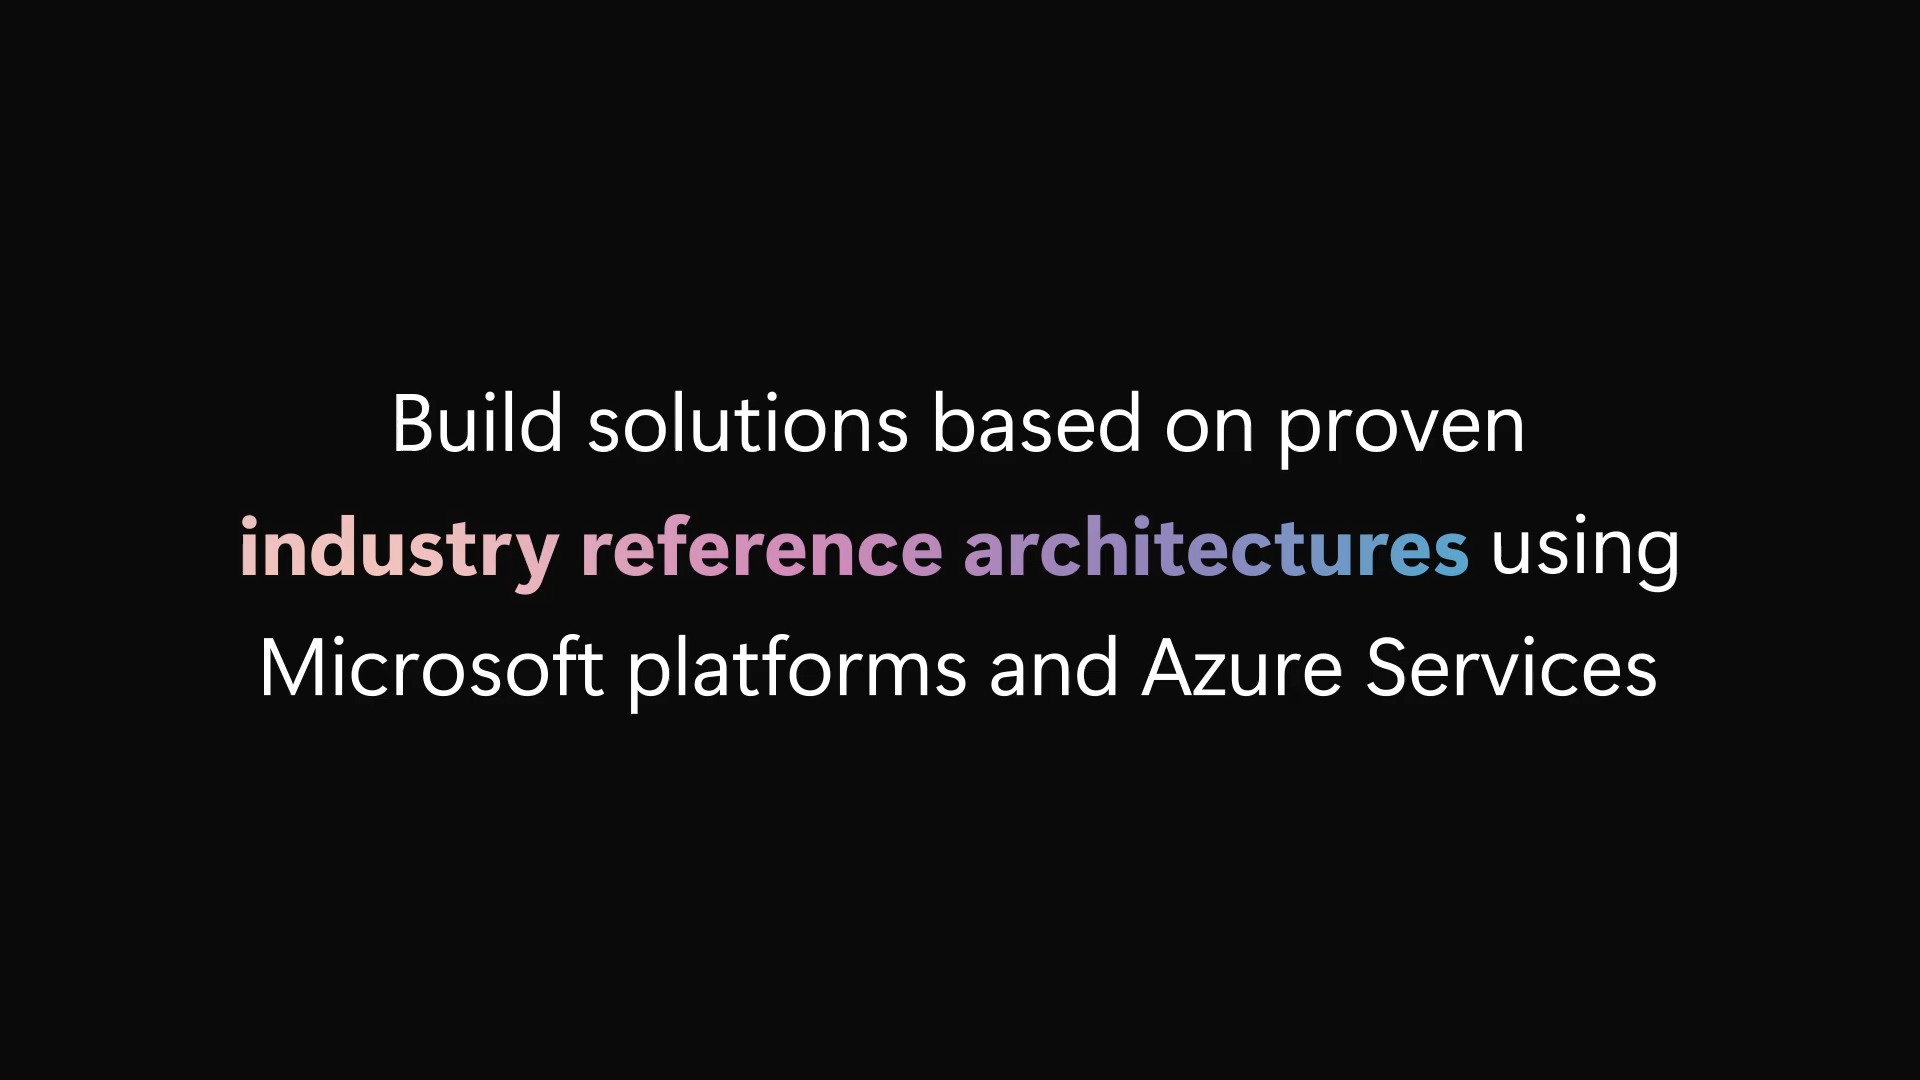 Build solutions based on proven
industry reference architectures using
Microsoft platforms and Azure Services